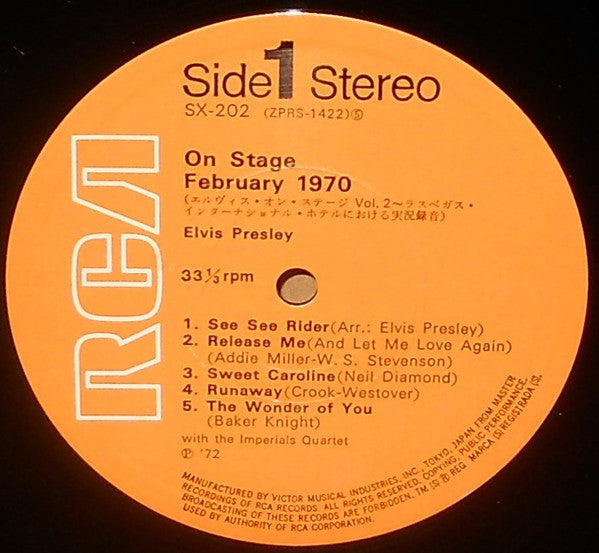 Side 1 Stereo
SX-202 (ZPRS-1422)⑤
RCA
On Stage
February 1970
(エルヴィス・オン・ステージ Vol. 2〜ラスベガス・
インターナショナル・ホテルにおける実況録音)
Elvis Presley
33 1/3 rpm
1. See See Rider(Arr.: Elvis Presley)
2. Release Me(And Let Me Love Again)
(Addie Miller-W. S. Stevenson)
3. Sweet Caroline(Neil Diamond)
4. Runaway(Crook-Westover)
5. The Wonder of You
(Baker Knight)
with the Imperials Quartet
℗ '72
MANUFACTURED BY VICTOR MUSICAL INDUSTRIES, INC., TOKYO, JAPAN FROM MASTER
RECORDINGS OF RCA RECORDS. ALL RIGHTS RESERVED. COPYING, PUBLIC PERFORMANCE,
BROADCASTING OF THESE RECORDS ARE FORBIDDEN. TM (S) ® REG. MARCA (S) REGISTRADA (S).
USED BY AUTHORITY OF RCA CORPORATION.